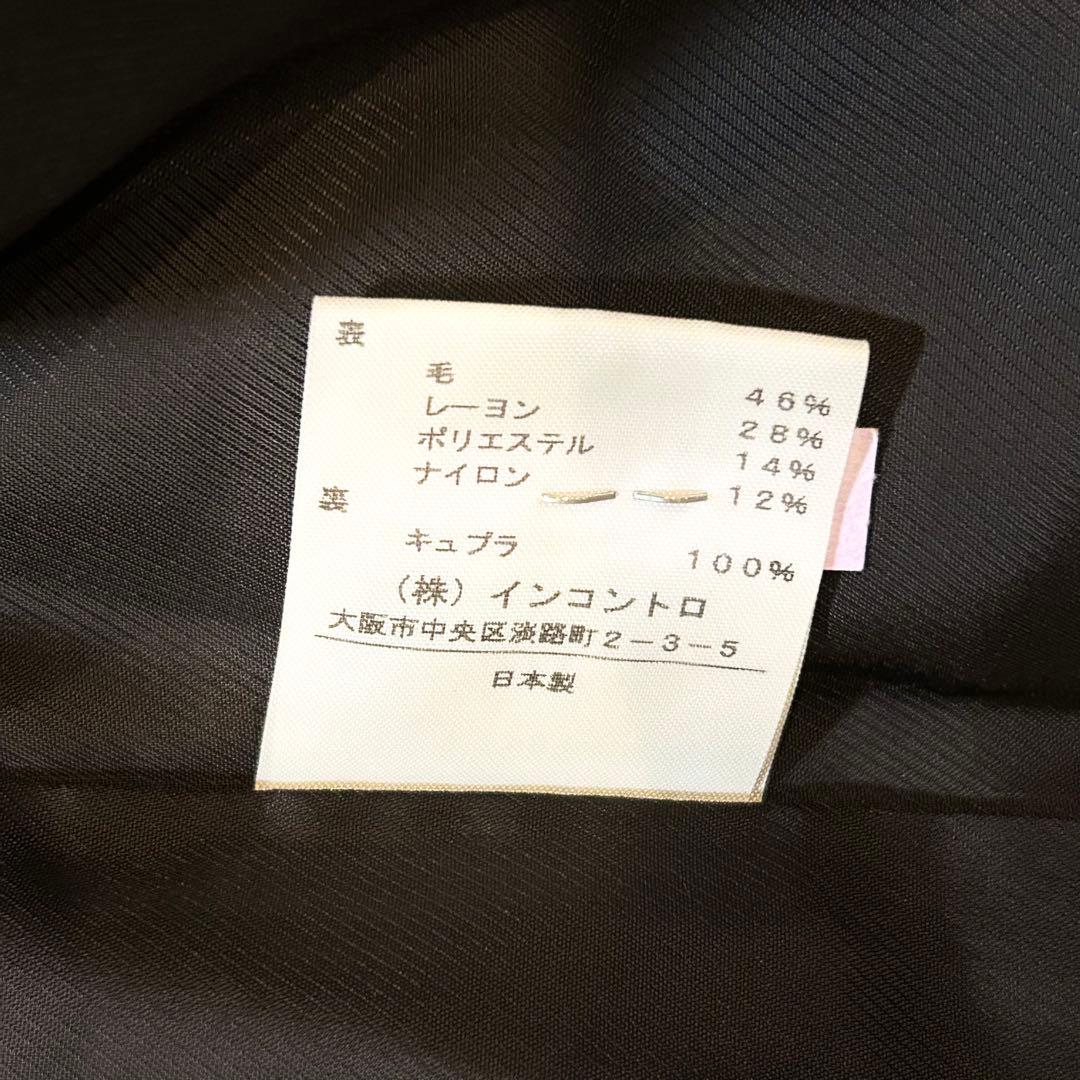 表
毛 46%
レーヨン 28%
ポリエステル 14%
ナイロン 12%
裏
キュプラ 100%
（株）インコントロ
大阪市中央区淡路町2−3−5
日本製